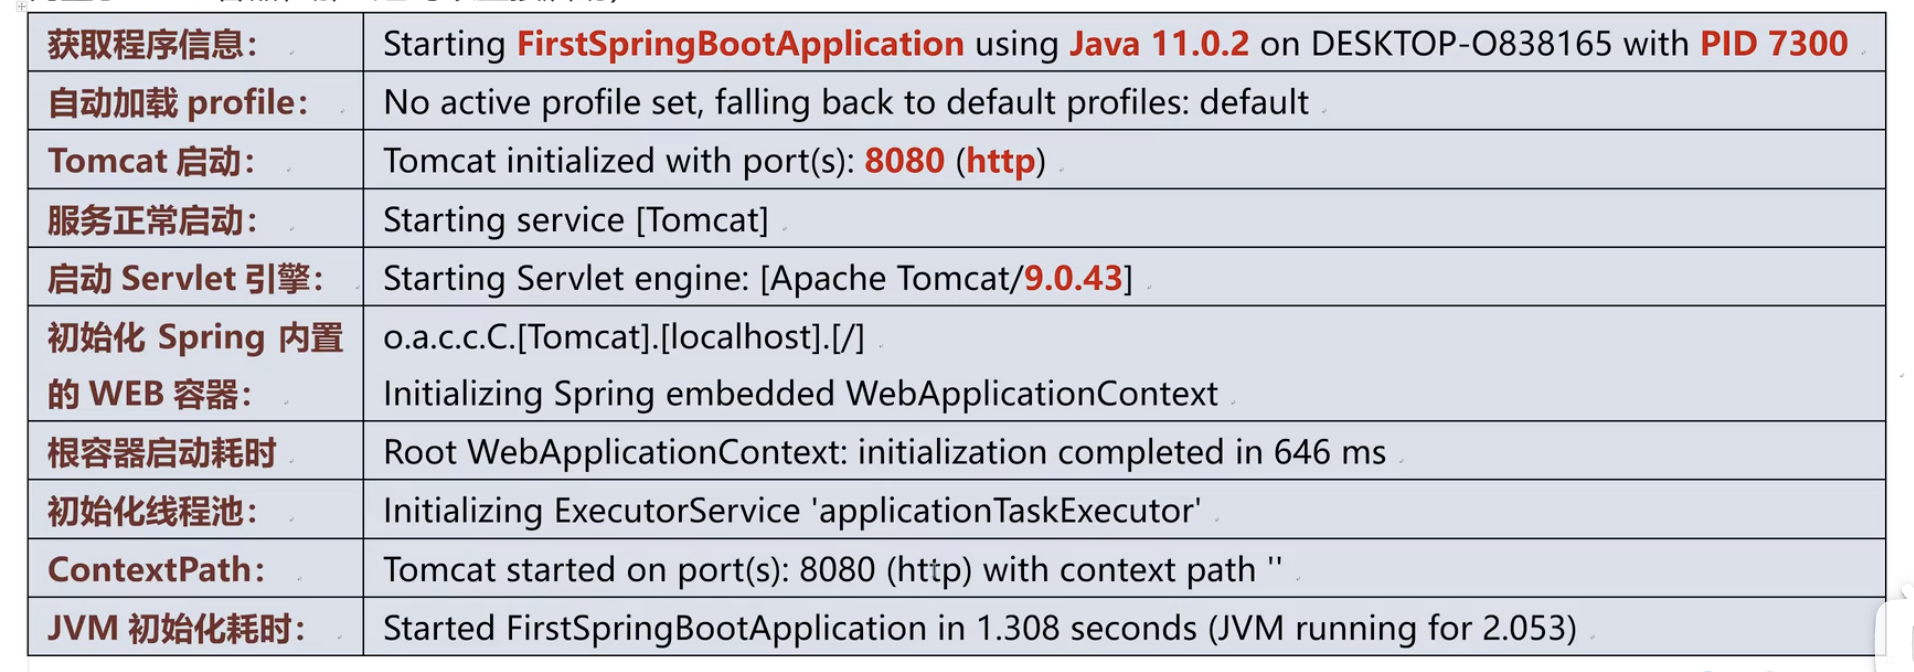 获取程序信息： Starting FirstSpringBootApplication using Java 11.0.2 on DESKTOP-O838165 with PID 7300
自动加载 profile： No active profile set, falling back to default profiles: default
Tomcat 启动： Tomcat initialized with port(s): 8080 (http)
服务正常启动： Starting service [Tomcat]
启动 Servlet 引擎： Starting Servlet engine: [Apache Tomcat/9.0.43]
初始化 Spring 内置 o.a.c.c.C.[Tomcat].[localhost].[/]
的 WEB 容器： Initializing Spring embedded WebApplicationContext
根容器启动耗时 Root WebApplicationContext: initialization completed in 646 ms
初始化线程池： Initializing ExecutorService 'applicationTaskExecutor'
ContextPath： Tomcat started on port(s): 8080 (http) with context path ''
JVM 初始化耗时： Started FirstSpringBootApplication in 1.308 seconds (JVM running for 2.053)